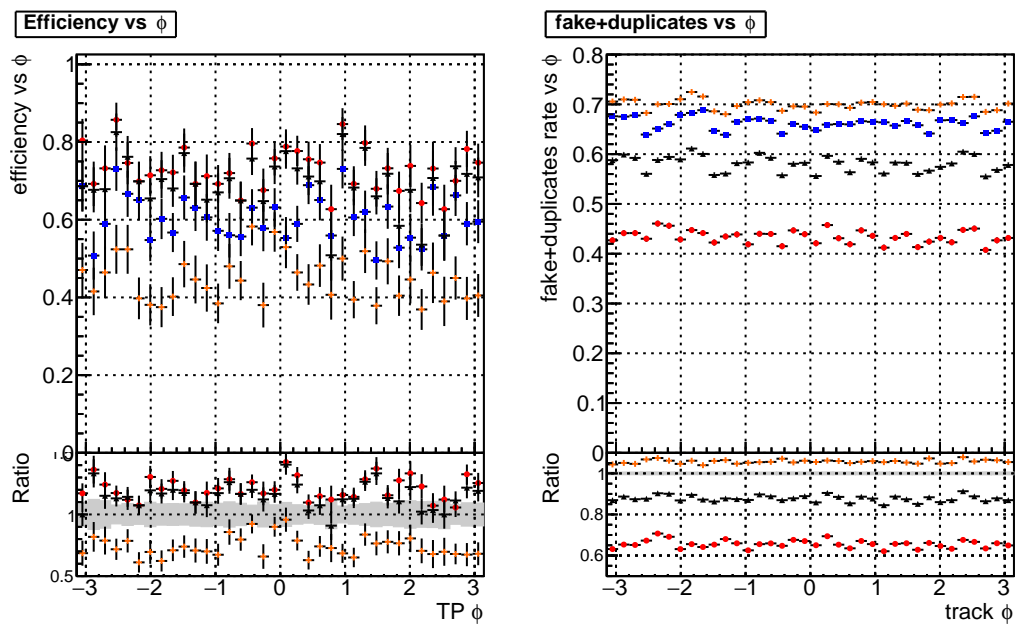 Efficiency vs ϕ
efficiency vs ϕ
1
0.8
0.6
0.4
0.2
0
Ratio
1
0.5
−3 −2 −1 0 1 2 3
TP ϕ
fake+duplicates vs ϕ
fake+duplicates rate vs ϕ
0.8
0.7
0.6
0.5
0.4
0.3
0.2
0.1
0
Ratio
1
0.8
0.6
−3 −2 −1 0 1 2 3
track ϕ